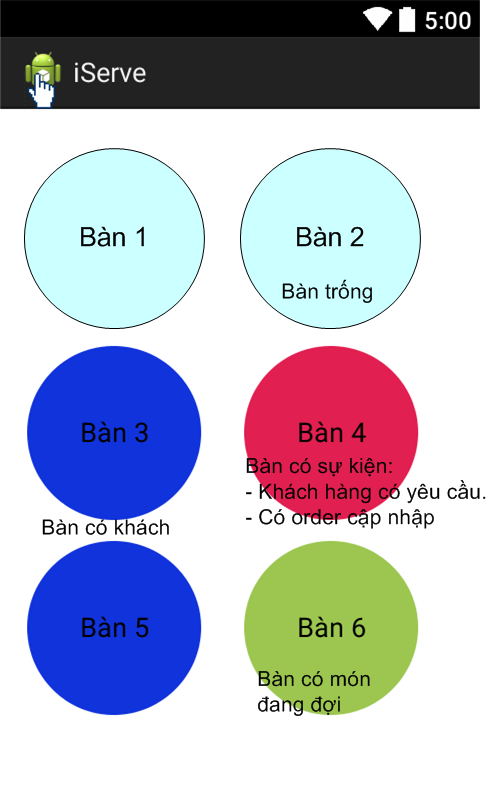 5:00
iServe
Bàn 1
Bàn 2
Bàn trống
Bàn 3
Bàn có khách
Bàn 4
Bàn có sự kiện:
- Khách hàng có yêu cầu.
- Có order cập nhập
Bàn 5
Bàn 6
Bàn có món
đang đợi